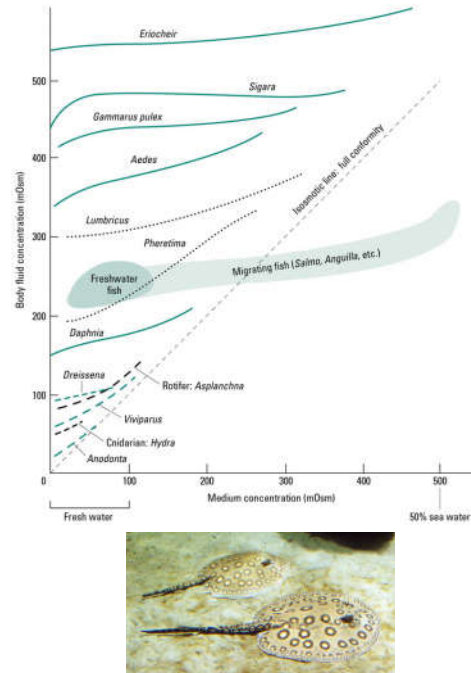 Eriocheir
500
Sigara
Gammarus pulex
400
Aedes
Isosmotic line: full conformity
Body fluid concentration (mOsm)
Lumbricus
300
Pheretima
Migrating fish (Salmo, Anguilla, etc.)
Freshwater
fish
200
Daphnia
Dreissena
Rotifer: Asplanchna
100
Viviparus
Cnidarian: Hydra
Anodonta
0
100
200
300
400
500
Medium concentration (mOsm)
Fresh water
50% sea water